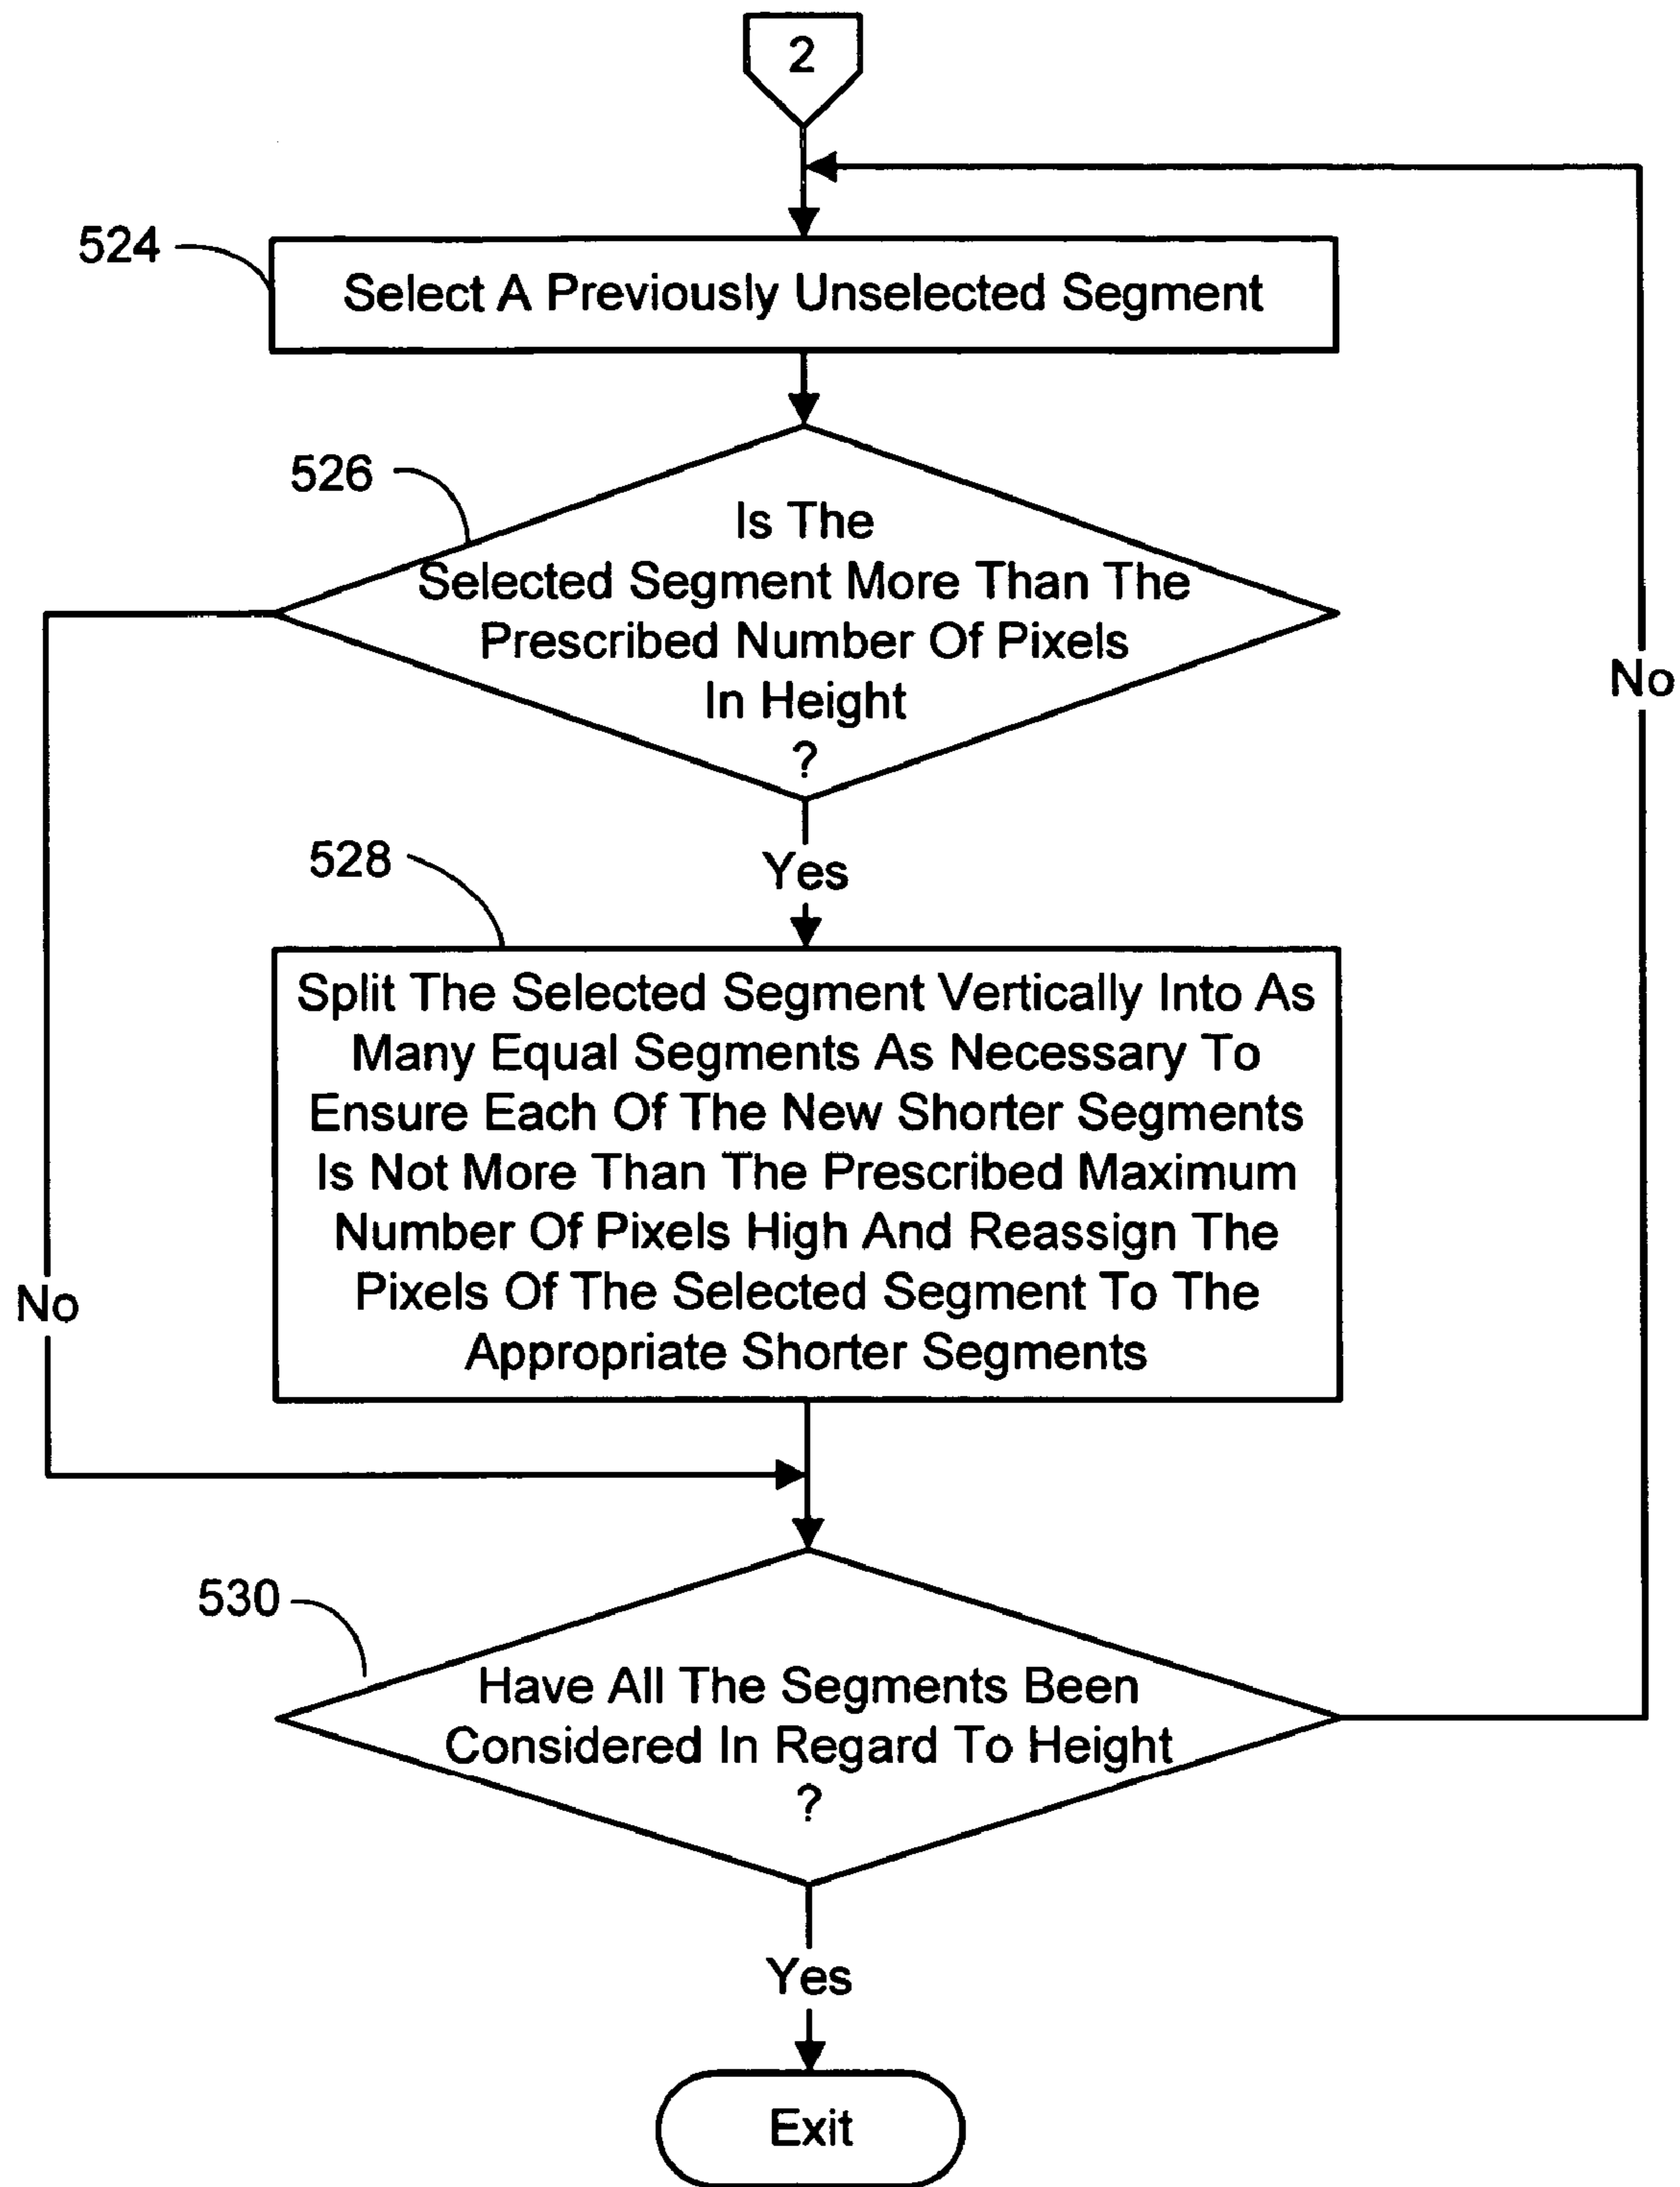 2
524
Select A Previously Unselected Segment
526
Is The
Selected Segment More Than The
Prescribed Number Of Pixels
In Height
?
No
Yes
528
Split The Selected Segment Vertically Into As
Many Equal Segments As Necessary To
Ensure Each Of The New Shorter Segments
Is Not More Than The Prescribed Maximum
Number Of Pixels High And Reassign The
Pixels Of The Selected Segment To The
Appropriate Shorter Segments
No
530
Have All The Segments Been
Considered In Regard To Height
?
Yes
Exit